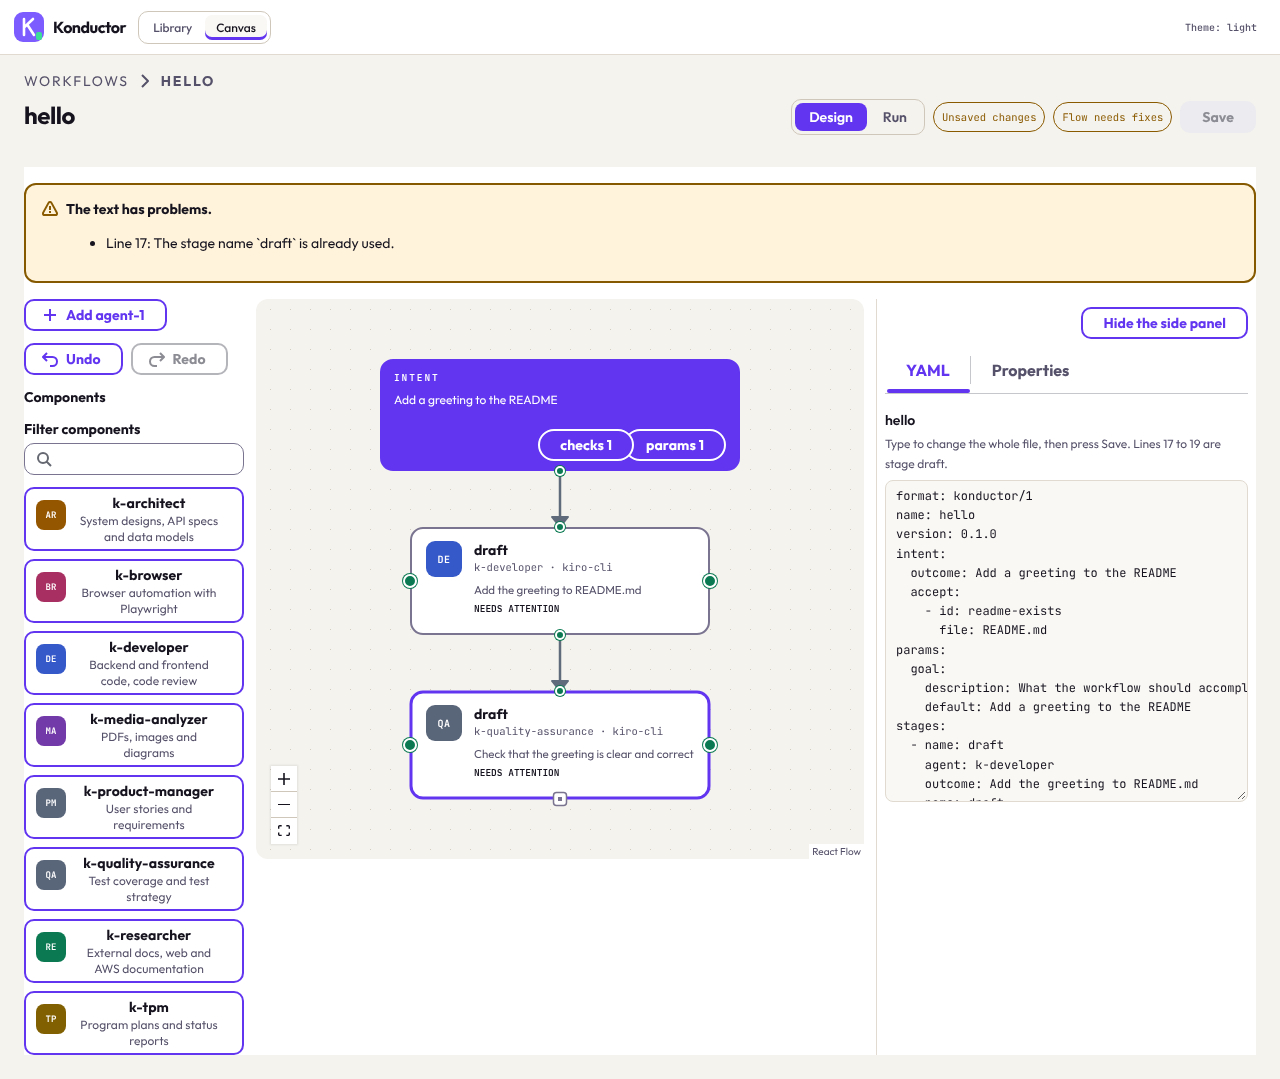 Konductor
Library
Canvas
Theme: light
WORKFLOWS > HELLO
hello
Design
Run
Unsaved changes
Flow needs fixes
Save
The text has problems.
• Line 17: The stage name `draft` is already used.
+ Add agent-1
Undo
Redo
Components
Filter components
AR
k-architect
System designs, API specs
and data models
BR
k-browser
Browser automation with
Playwright
DE
k-developer
Backend and frontend
code, code review
MA
k-media-analyzer
PDFs, images and
diagrams
PM
k-product-manager
User stories and
requirements
QA
k-quality-assurance
Test coverage and test
strategy
RE
k-researcher
External docs, web and
AWS documentation
TP
k-tpm
Program plans and status
reports
INTENT
Add a greeting to the README
checks 1
params 1
DE
draft
k-developer · kiro-cli
Add the greeting to README.md
NEEDS ATTENTION
QA
draft
k-quality-assurance · kiro-cli
Check that the greeting is clear and correct
NEEDS ATTENTION
React Flow
Hide the side panel
YAML
Properties
hello
Type to change the whole file, then press Save. Lines 17 to 19 are
stage draft.
format: konductor/1
name: hello
version: 0.1.0
intent:
  outcome: Add a greeting to the README
  accept:
    - id: readme-exists
      file: README.md
params:
  goal:
    description: What the workflow should accompl
    default: Add a greeting to the README
stages:
  - name: draft
    agent: k-developer
    outcome: Add the greeting to README.md